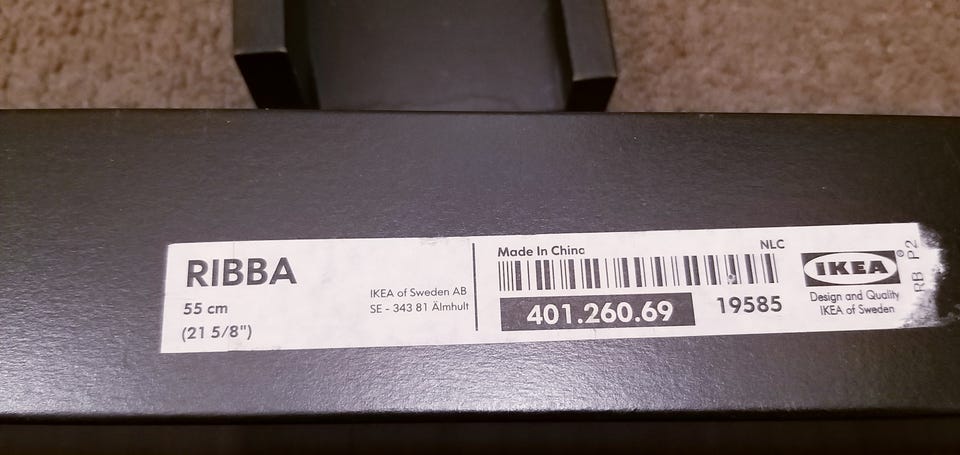 RIBBA
55 cm
(21 5/8")
IKEA of Sweden AB
SE - 343 81 Älmhult
Made In China
NLC
401.260.69
19585
IKEA®
Design and Quality
IKEA of Sweden
RB P2